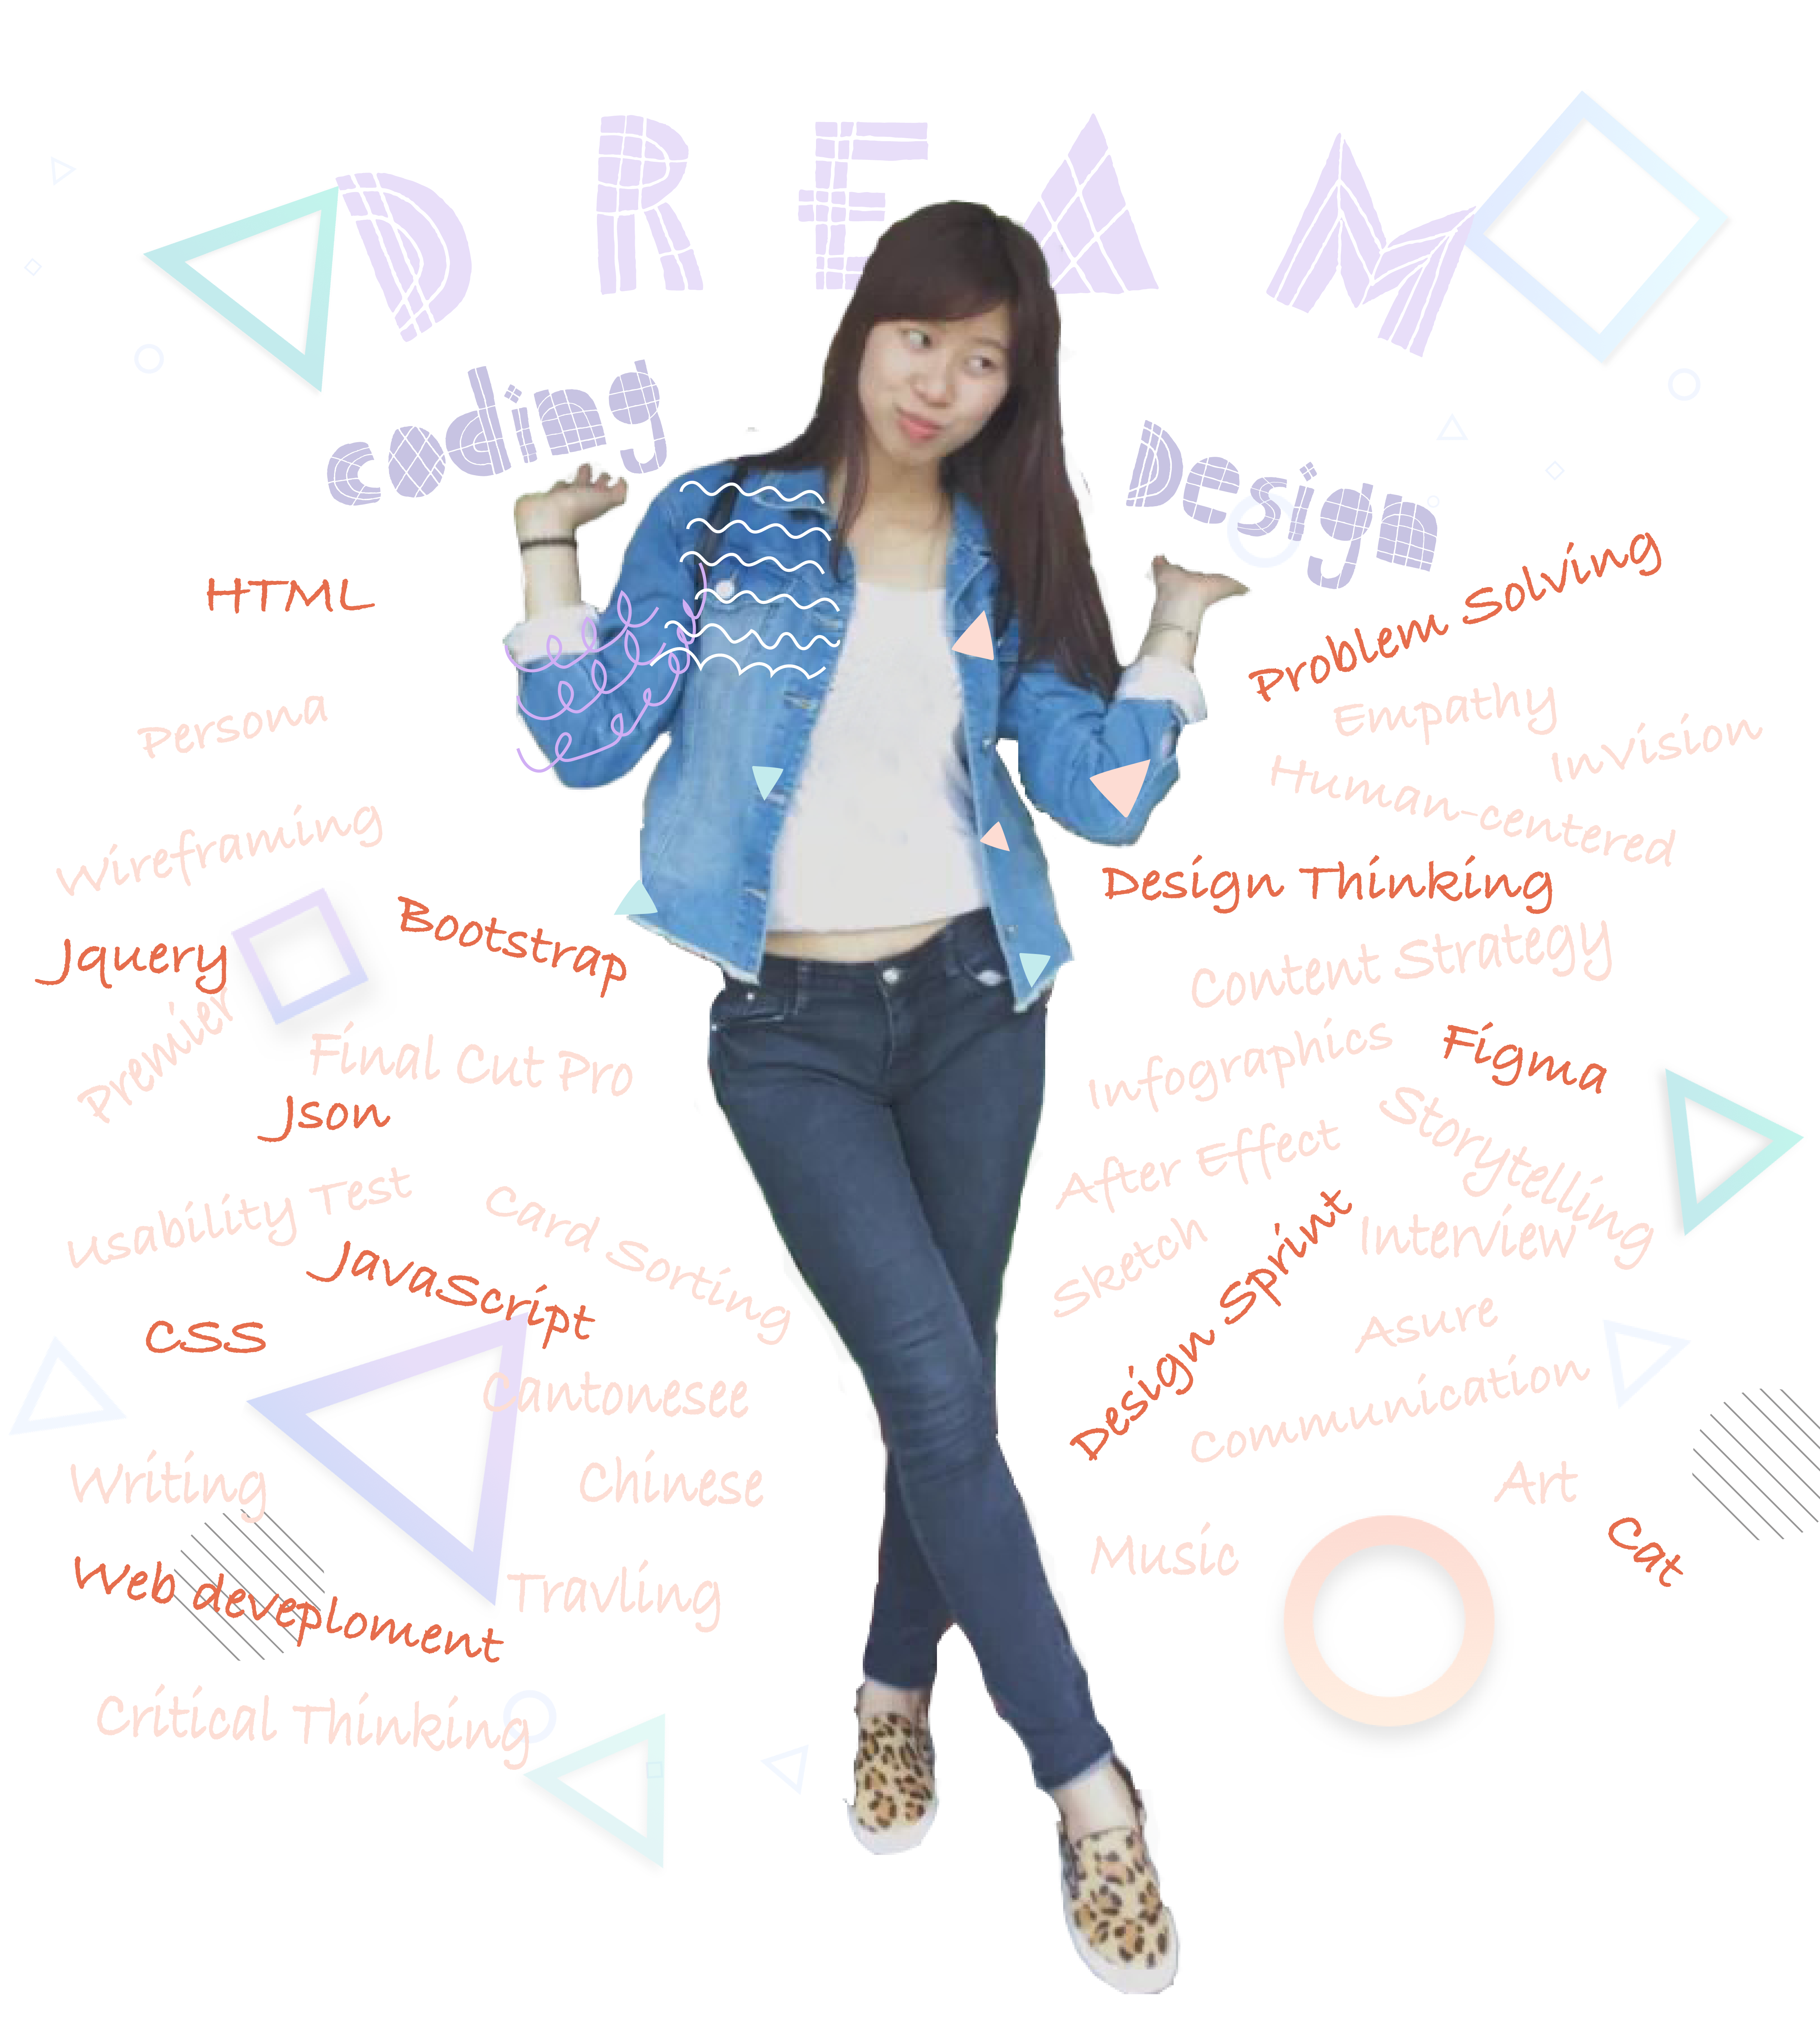 DREAM
coding
Design
HTML
Persona
Wireframing
Bootstrap
Jquery
Premier
Final Cut Pro
Json
Usability Test
Card Sorting
JavaScript
CSS
Cantonesee
Writing
Chinese
Web deveploment
Travling
Critical Thinking
Problem Solving
Empathy
InVision
Human-centered
Design Thinking
Content Strategy
Infographics
Figma
Storytelling
After Effect
Sketch
Interview
Design Sprint
Asure
Communication
Art
Music
Cat